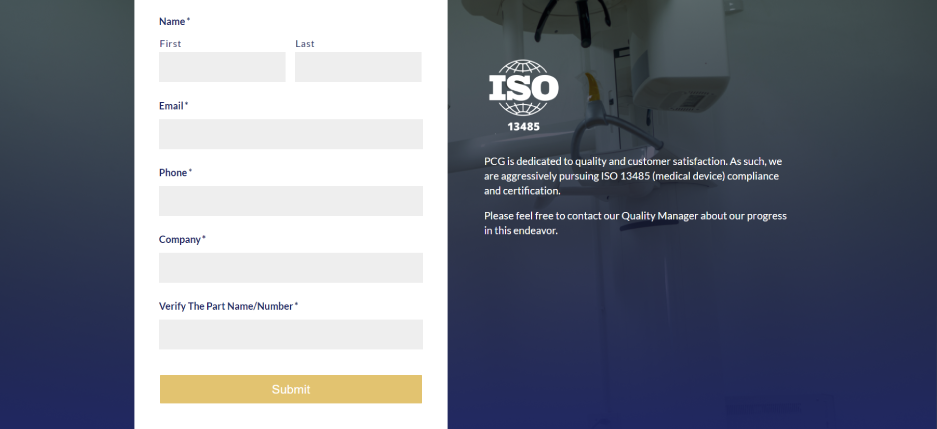 Name*
First Last
Email*
Phone*
Company*
Verify The Part Name/Number*
Submit
ISO
13485
PCG is dedicated to quality and customer satisfaction. As such, we
are aggressively pursuing ISO 13485 (medical device) compliance
and certification.
Please feel free to contact our Quality Manager about our progress
in this endeavor.